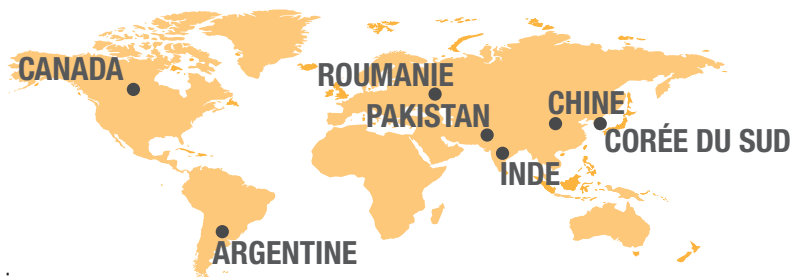 CANADA
ROUMANIE
PAKISTAN
CHINE
CORÉE DU SUD
INDE
ARGENTINE
.